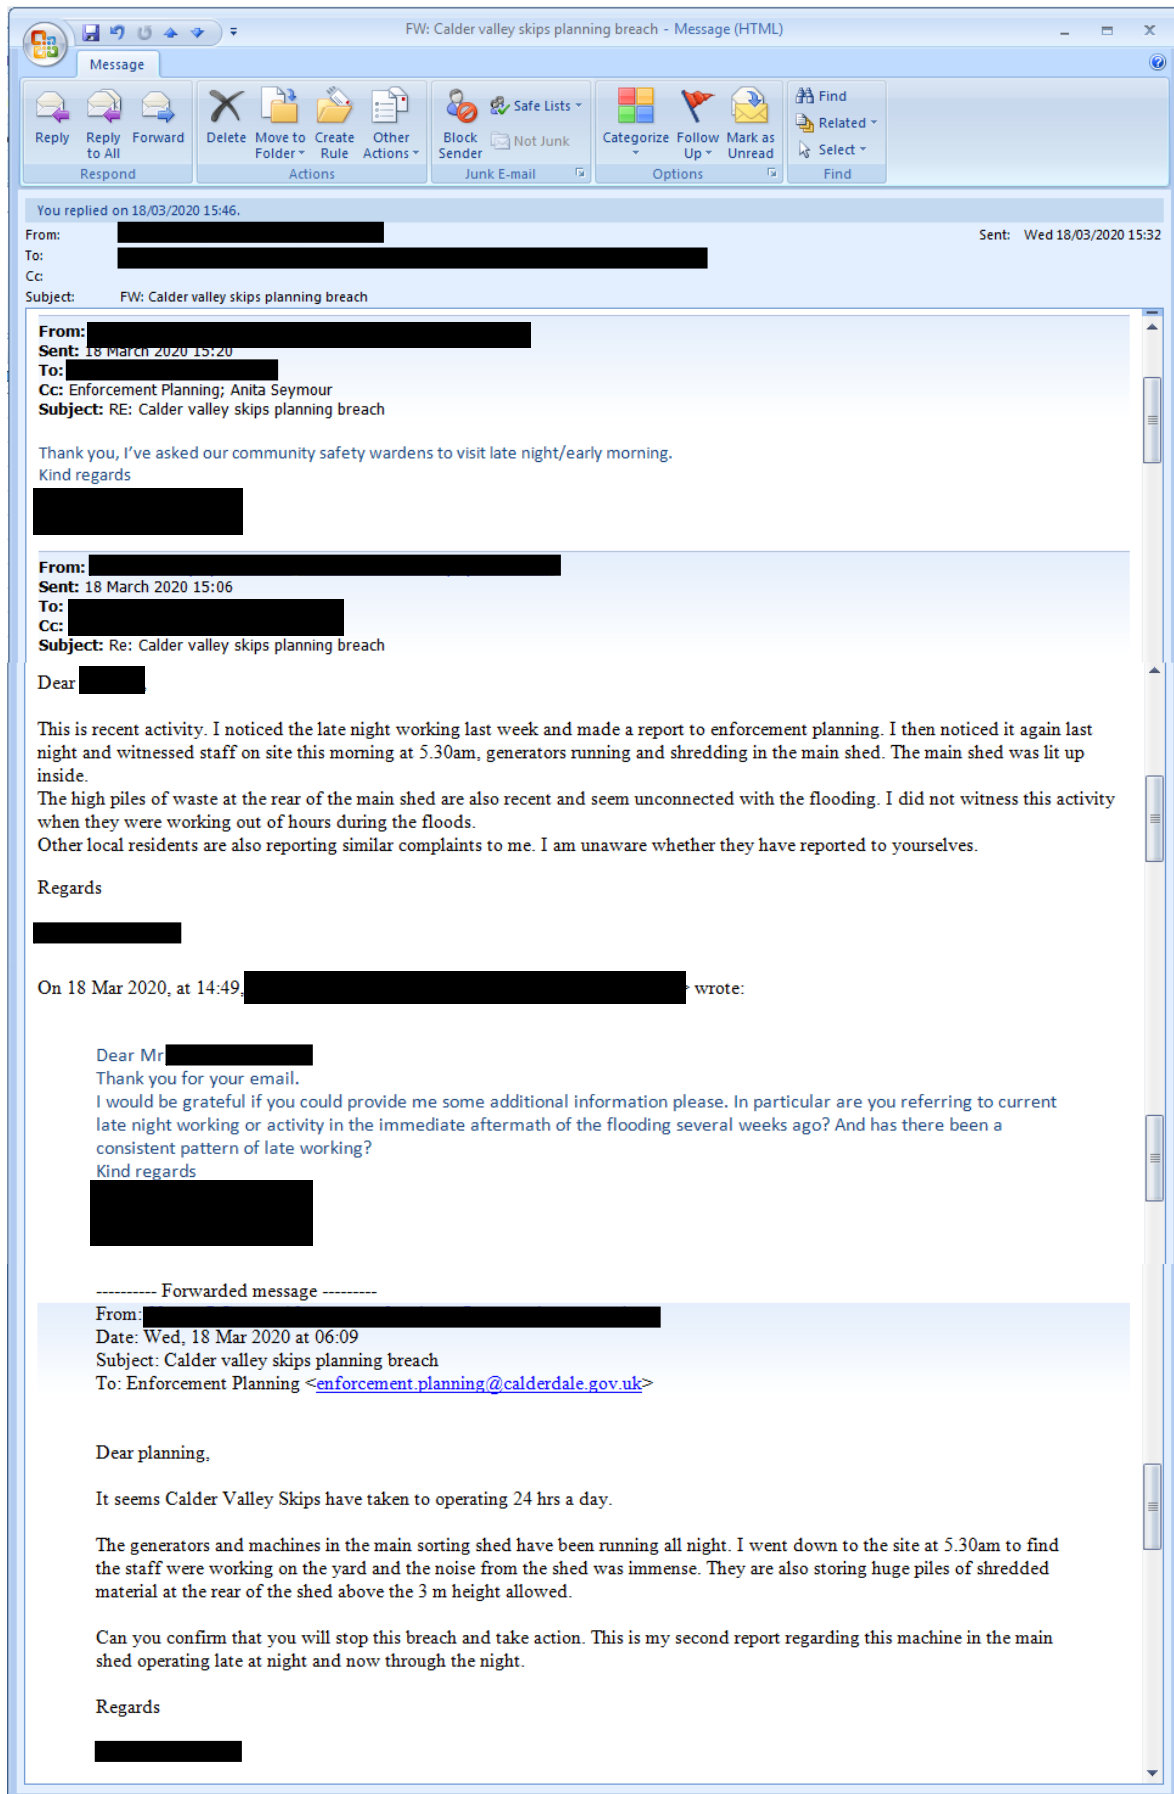 FW: Calder valley skips planning breach - Message (HTML)
Message
Reply
Reply to All
Forward
Respond
Delete
Move to Folder
Create Rule
Other Actions
Actions
Block Sender
Safe Lists
Not Junk
Junk E-mail
Categorize
Follow Up
Mark as Unread
Options
Find
Related
Select
Find
You replied on 18/03/2020 15:46.
From:
Sent: Wed 18/03/2020 15:32
To:
Cc:
Subject: FW: Calder valley skips planning breach
From:
Sent: 18 March 2020 15:20
To:
Cc: Enforcement Planning; Anita Seymour
Subject: RE: Calder valley skips planning breach
Thank you, I've asked our community safety wardens to visit late night/early morning.
Kind regards
From:
Sent: 18 March 2020 15:06
To:
Cc:
Subject: Re: Calder valley skips planning breach
Dear
This is recent activity. I noticed the late night working last week and made a report to enforcement planning. I then noticed it again last
night and witnessed staff on site this morning at 5.30am, generators running and shredding in the main shed. The main shed was lit up
inside.
The high piles of waste at the rear of the main shed are also recent and seem unconnected with the flooding. I did not witness this activity
when they were working out of hours during the floods.
Other local residents are also reporting similar complaints to me. I am unaware whether they have reported to yourselves.
Regards
On 18 Mar 2020, at 14:49, > wrote:
Dear Mr
Thank you for your email.
I would be grateful if you could provide me some additional information please. In particular are you referring to current
late night working or activity in the immediate aftermath of the flooding several weeks ago? And has there been a
consistent pattern of late working?
Kind regards
---------- Forwarded message ---------
From:
Date: Wed, 18 Mar 2020 at 06:09
Subject: Calder valley skips planning breach
To: Enforcement Planning <enforcement.planning@calderdale.gov.uk>
Dear planning,
It seems Calder Valley Skips have taken to operating 24 hrs a day.
The generators and machines in the main sorting shed have been running all night. I went down to the site at 5.30am to find
the staff were working on the yard and the noise from the shed was immense. They are also storing huge piles of shredded
material at the rear of the shed above the 3 m height allowed.
Can you confirm that you will stop this breach and take action. This is my second report regarding this machine in the main
shed operating late at night and now through the night.
Regards